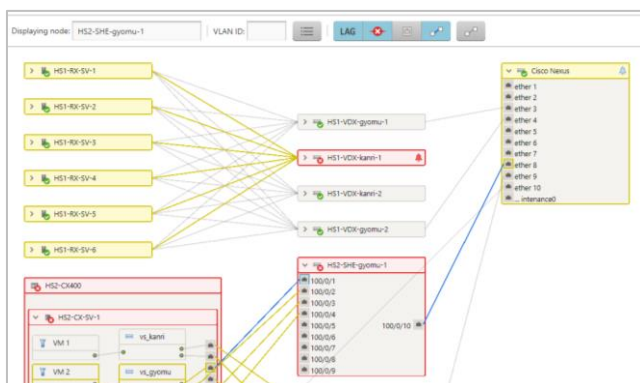 Displaying node: HS2-SHE-gyomu-1 VLAN ID: LAG
HS1-RX-SV-1
HS1-RX-SV-2
HS1-RX-SV-3
HS1-RX-SV-4
HS1-RX-SV-5
HS1-RX-SV-6
HS1-VDX-gyomu-1
HS1-VDX-kanri-1
HS1-VDX-kanri-2
HS1-VDX-gyomu-2
Cisco Nexus
ether 1
ether 2
ether 3
ether 4
ether 5
ether 6
ether 7
ether 8
ether 9
ether 10
... intenance0
HS2-CX400
HS2-CX-SV-1
VM 1
VM 2
vs_kanri
vs_gyomu
HS2-SHE-gyomu-1
100/0/1
100/0/2
100/0/3
100/0/4
100/0/5
100/0/6
100/0/7
100/0/8
100/0/9
100/0/10